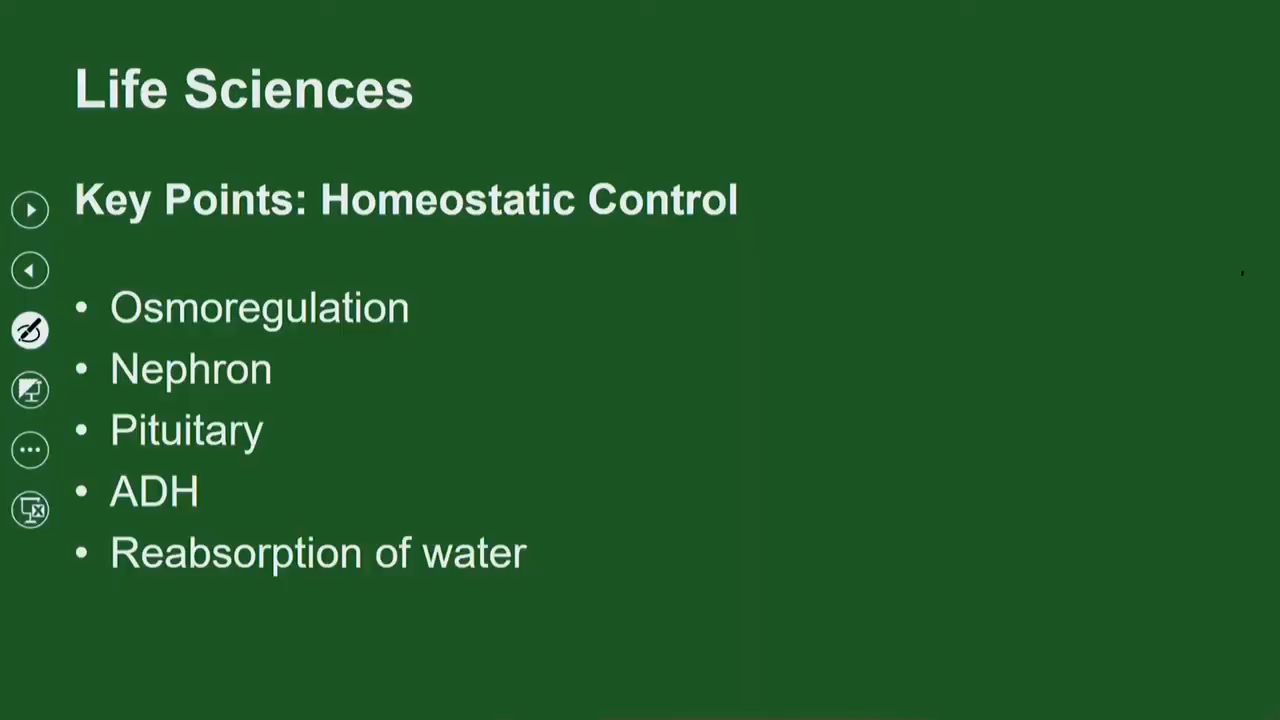 Life Sciences
Key Points: Homeostatic Control
• Osmoregulation
• Nephron
• Pituitary
• ADH
• Reabsorption of water